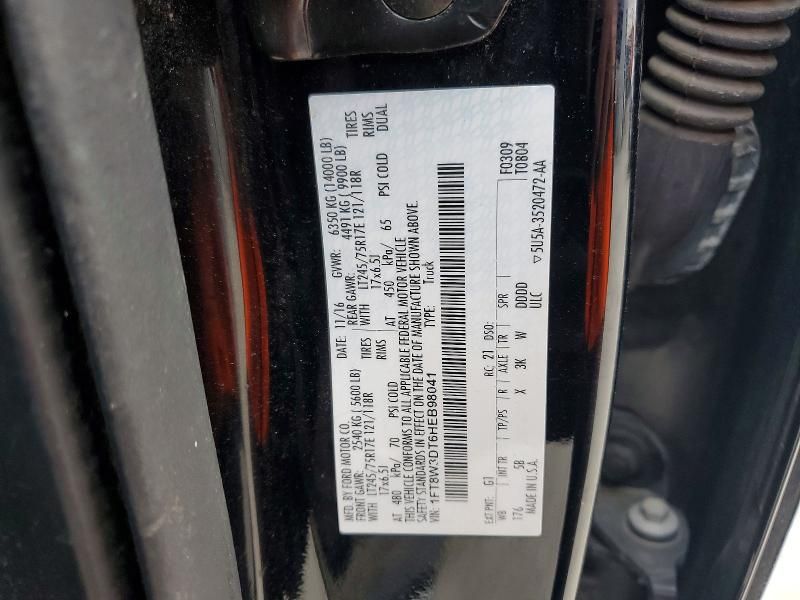 MFD. BY FORD MOTOR CO.
DATE: 11/16 GVWR: 6350 KG (14000 LB)
FRONT GAWR: 2540 KG ( 5600 LB) REAR GAWR: 4491 KG ( 9900 LB)
WITH LT245/75R17E 121/118R TIRES WITH LT245/75R17E 121/118R TIRES
17x6.5J RIMS 17x6.5J RIMS
AT 480 kPa/ 70 PSI COLD AT 450 kPa/ 65 PSI COLD DUAL
THIS VEHICLE CONFORMS TO ALL APPLICABLE FEDERAL MOTOR VEHICLE
SAFETY STANDARDS IN EFFECT ON THE DATE OF MANUFACTURE SHOWN ABOVE.
VIN: 1FT8W3DT6HEB98041 TYPE: Truck
F0309
T0804
EXT PNT: G1 RC: 21 DSO:
WB INT TR TP/PS R AXLE TR SPR
176 5B X 3K W DDDD
MADE IN U.S.A. ULC
5U5A-3520472-AA